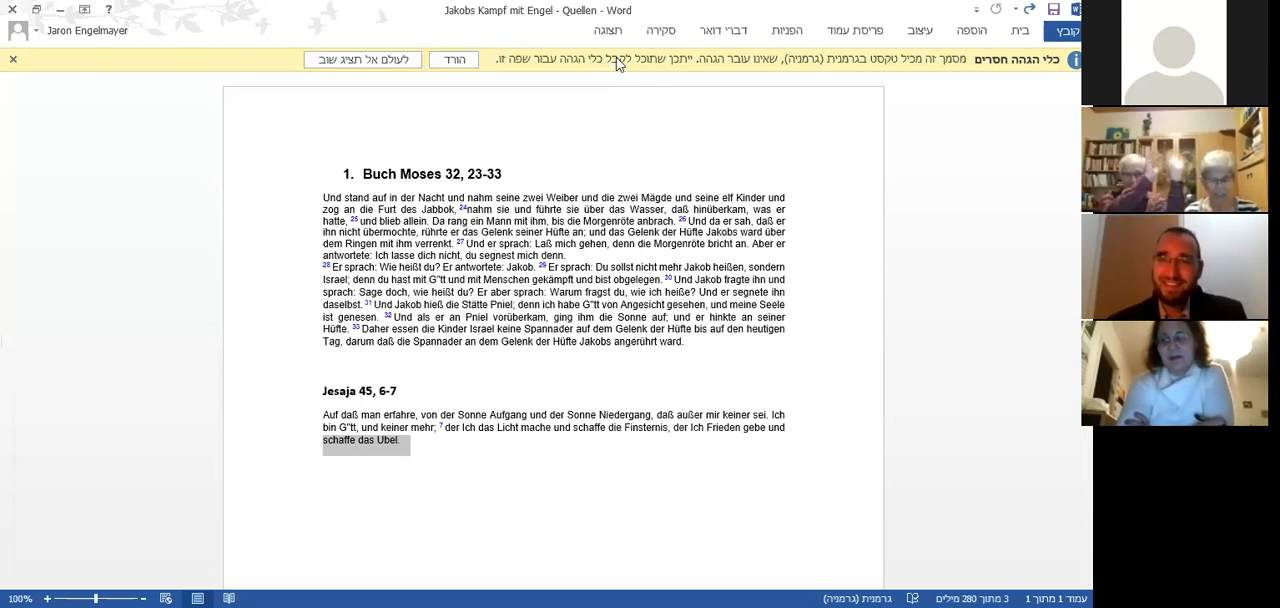 Jakobs Kampf mit Engel - Quellen - Word
Jaron Engelmayer
קובץ
בית
הוספה
עיצוב
פריסת עמוד
הפניות
דברי דואר
סקירה
תצוגה
כלי הגהה חסרים מסמך זה מכיל טקסט בגרמנית (גרמניה), שאינו עובר הגהה. ייתכן שתוכל לקבל כלי הגהה עבור שפה זו.
הורד
לעולם אל תציג שוב
1. Buch Moses 32, 23-33
Und stand auf in der Nacht und nahm seine zwei Weiber und die zwei Mägde und seine elf Kinder und
zog an die Furt des Jabbok, 24nahm sie und führte sie über das Wasser, daß hinüberkam, was er
hatte, 25 und blieb allein. Da rang ein Mann mit ihm, bis die Morgenröte anbrach. 26 Und da er sah, daß er
ihn nicht übermochte, rührte er das Gelenk seiner Hüfte an; und das Gelenk der Hüfte Jakobs ward über
dem Ringen mit ihm verrenkt. 27 Und er sprach: Laß mich gehen, denn die Morgenröte bricht an. Aber er
antwortete: Ich lasse dich nicht, du segnest mich denn.
28 Er sprach: Wie heißt du? Er antwortete: Jakob. 29 Er sprach: Du sollst nicht mehr Jakob heißen, sondern
Israel; denn du hast mit G"tt und mit Menschen gekämpft und bist obgelegen. 30 Und Jakob fragte ihn und
sprach: Sage doch, wie heißt du? Er aber sprach: Warum fragst du, wie ich heiße? Und er segnete ihn
daselbst. 31 Und Jakob hieß die Stätte Pniel; denn ich habe G"tt von Angesicht gesehen, und meine Seele
ist genesen. 32 Und als er an Pniel vorüberkam, ging ihm die Sonne auf; und er hinkte an seiner
Hüfte. 33 Daher essen die Kinder Israel keine Spannader auf dem Gelenk der Hüfte bis auf den heutigen
Tag, darum daß die Spannader an dem Gelenk der Hüfte Jakobs angerührt ward.
Jesaja 45, 6-7
Auf daß man erfahre, von der Sonne Aufgang und der Sonne Niedergang, daß außer mir keiner sei. Ich
bin G"tt, und keiner mehr; 7 der Ich das Licht mache und schaffe die Finsternis, der Ich Frieden gebe und
schaffe das Übel.
עמוד 1 מתוך 1
3 מתוך 280 מילים
גרמנית (גרמניה)
100%